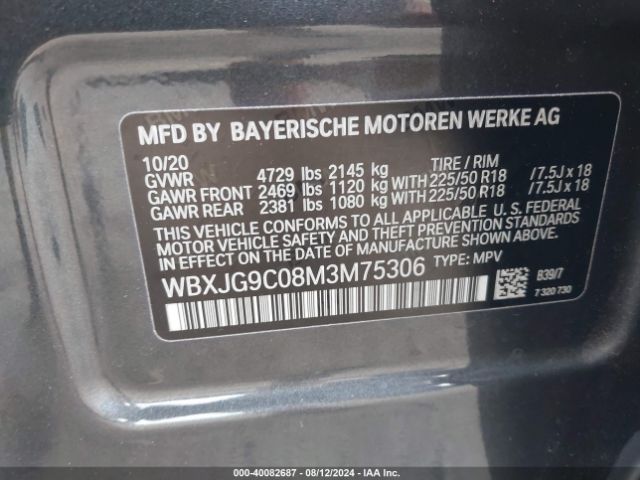 MFD BY BAYERISCHE MOTOREN WERKE AG
10/20 TIRE / RIM
GVWR 4729 lbs 2145 kg
GAWR FRONT 2469 lbs 1120 kg WITH 225/50 R18 /7.5J x 18
GAWR REAR 2381 lbs 1080 kg WITH 225/50 R18 /7.5J x 18
THIS VEHICLE CONFORMS TO ALL APPLICABLE U. S. FEDERAL
MOTOR VEHICLE SAFETY, BUMPER, AND THEFT PREVENTION
STANDARDS IN EFFECT ON THE DATE OF MANUFACTURE SHOWN ABOVE.
WBXJG9C08M3M75306 TYPE: MPV
B39/7
7 320 730
000-40082687 - 08/12/2024 - IAA Inc.